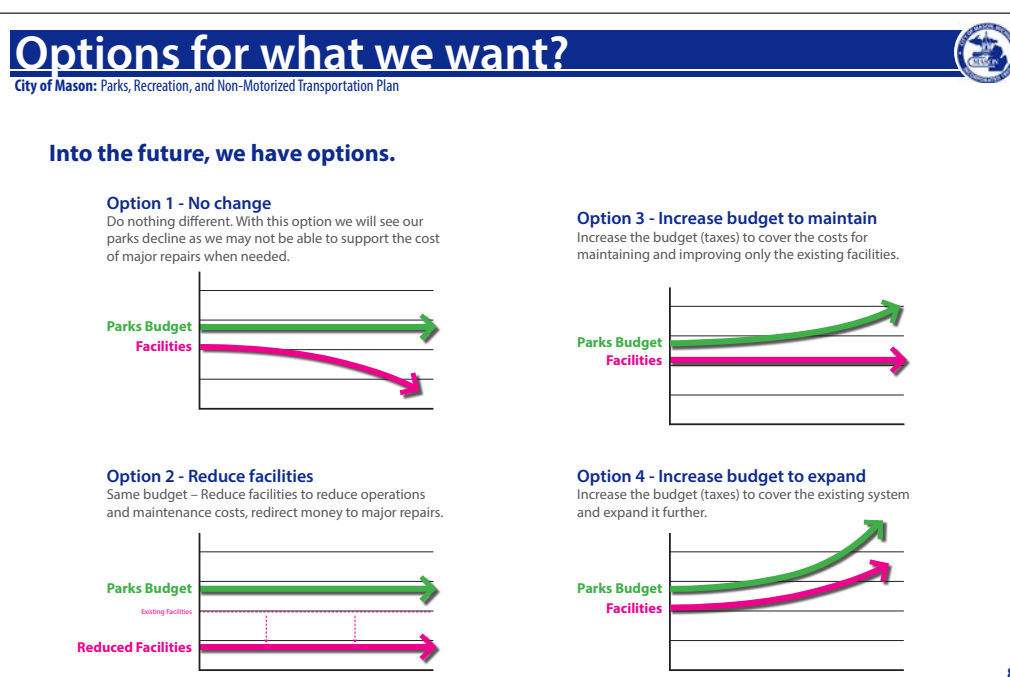 Options for what we want?
City of Mason: Parks, Recreation, and Non-Motorized Transportation Plan
MASON
Into the future, we have options.
Option 1 - No change
Do nothing different. With this option we will see our
parks decline as we may not be able to support the cost
of major repairs when needed.
Parks Budget
Facilities
Option 2 - Reduce facilities
Same budget – Reduce facilities to reduce operations
and maintenance costs, redirect money to major repairs.
Parks Budget
Existing Facilities
Reduced Facilities
Option 3 - Increase budget to maintain
Increase the budget (taxes) to cover the costs for
maintaining and improving only the existing facilities.
Parks Budget
Facilities
Option 4 - Increase budget to expand
Increase the budget (taxes) to cover the existing system
and expand it further.
Parks Budget
Facilities